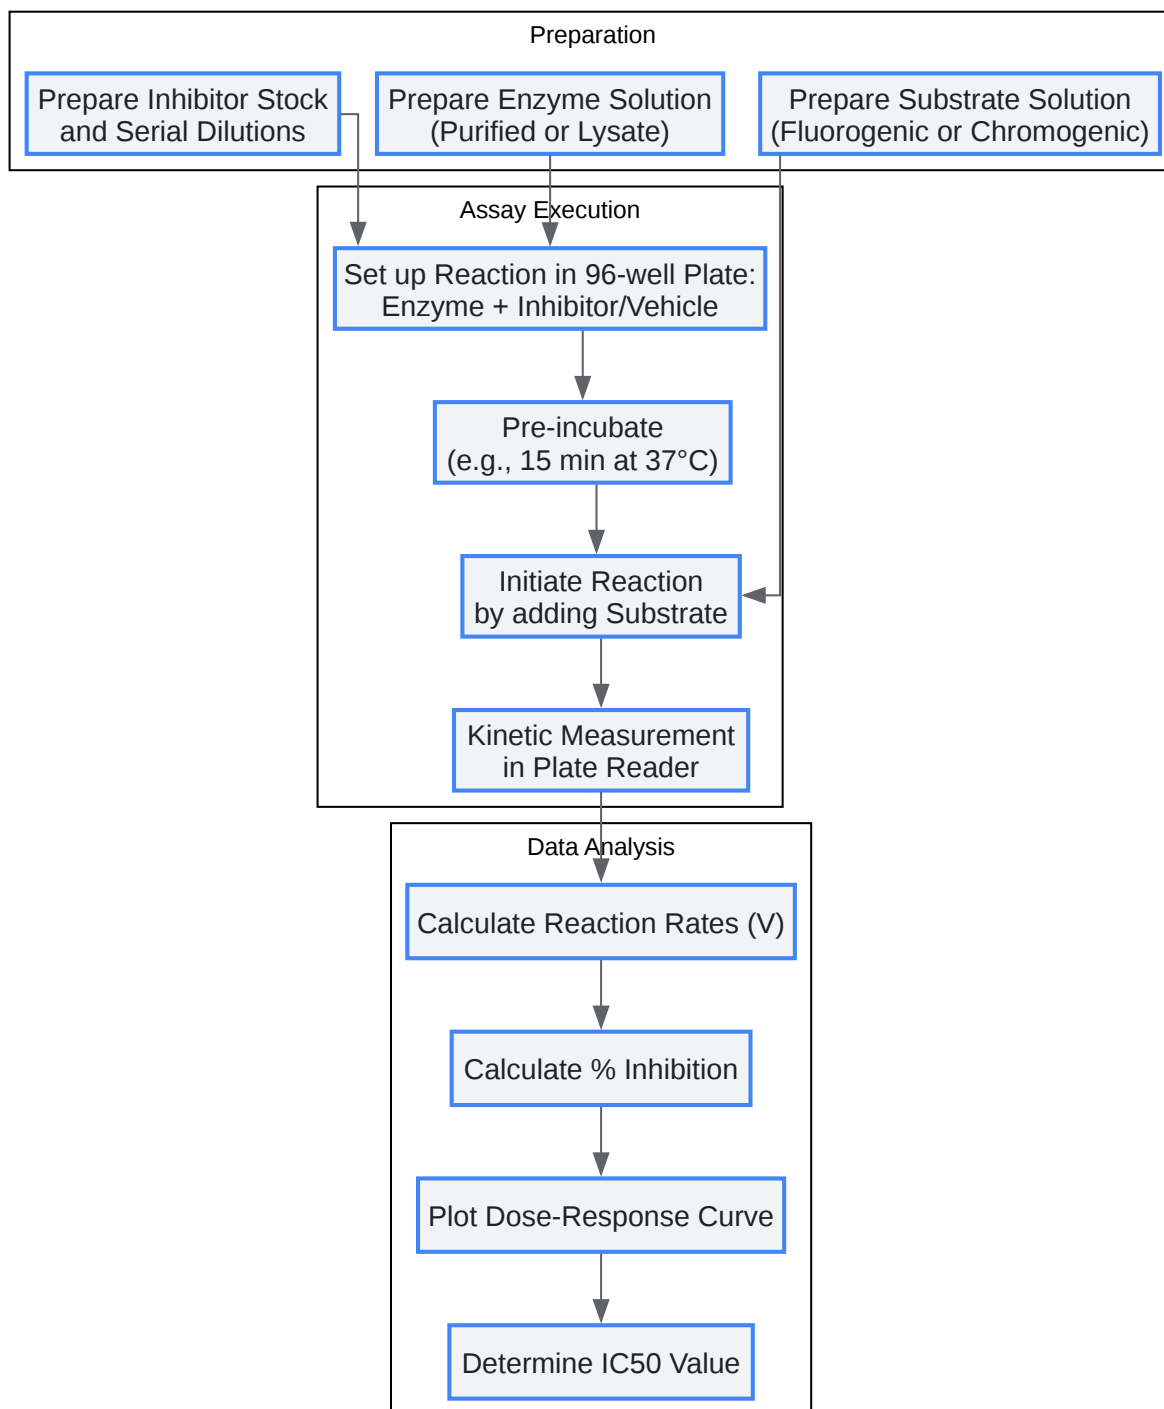 Preparation
Prepare Inhibitor Stock
and Serial Dilutions
Prepare Enzyme Solution
(Purified or Lysate)
Prepare Substrate Solution
(Fluorogenic or Chromogenic)
Assay Execution
Set up Reaction in 96-well Plate:
Enzyme + Inhibitor/Vehicle
Pre-incubate
(e.g., 15 min at 37°C)
Initiate Reaction
by adding Substrate
Kinetic Measurement
in Plate Reader
Data Analysis
Calculate Reaction Rates (V)
Calculate % Inhibition
Plot Dose-Response Curve
Determine IC50 Value